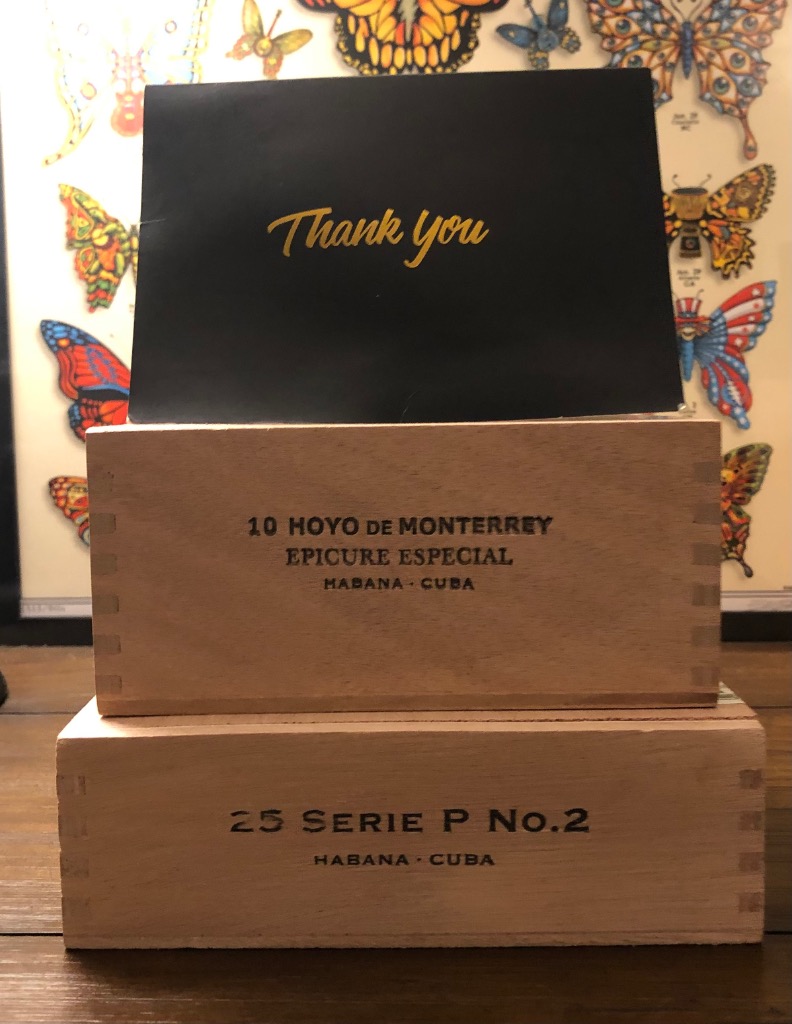 Thank you
10 HOYO DE MONTERREY
EPICURE ESPECIAL
HABANA · CUBA
25 SERIE P No.2
HABANA · CUBA